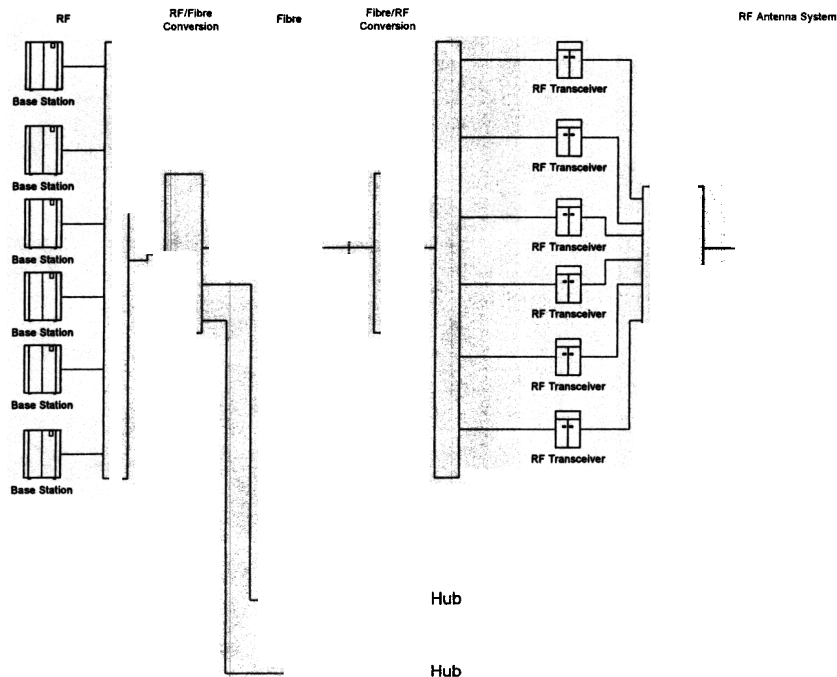 RF
RF/Fibre
Conversion
Fibre
Fibre/RF
Conversion
RF Antenna System
Base Station
Base Station
Base Station
Base Station
Base Station
Base Station
RF Transceiver
RF Transceiver
RF Transceiver
RF Transceiver
RF Transceiver
RF Transceiver
Hub
Hub